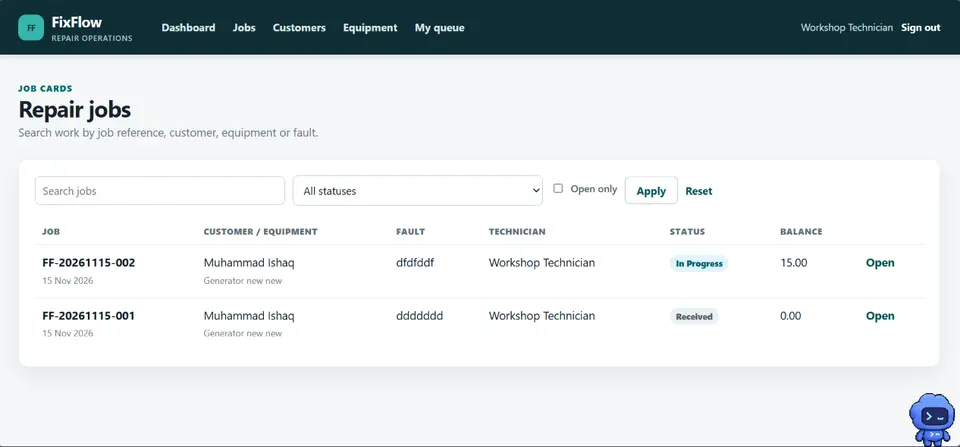 FF
FixFlow
REPAIR OPERATIONS
Dashboard Jobs Customers Equipment My queue
Workshop Technician Sign out
JOB CARDS
Repair jobs
Search work by job reference, customer, equipment or fault.
Search jobs All statuses Open only Apply Reset
JOB CUSTOMER / EQUIPMENT FAULT TECHNICIAN STATUS BALANCE
FF-20261115-002 Muhammad Ishaq dfdfddf Workshop Technician In Progress 15.00 Open
15 Nov 2026 Generator new new
FF-20261115-001 Muhammad Ishaq ddddddd Workshop Technician Received 0.00 Open
15 Nov 2026 Generator new new